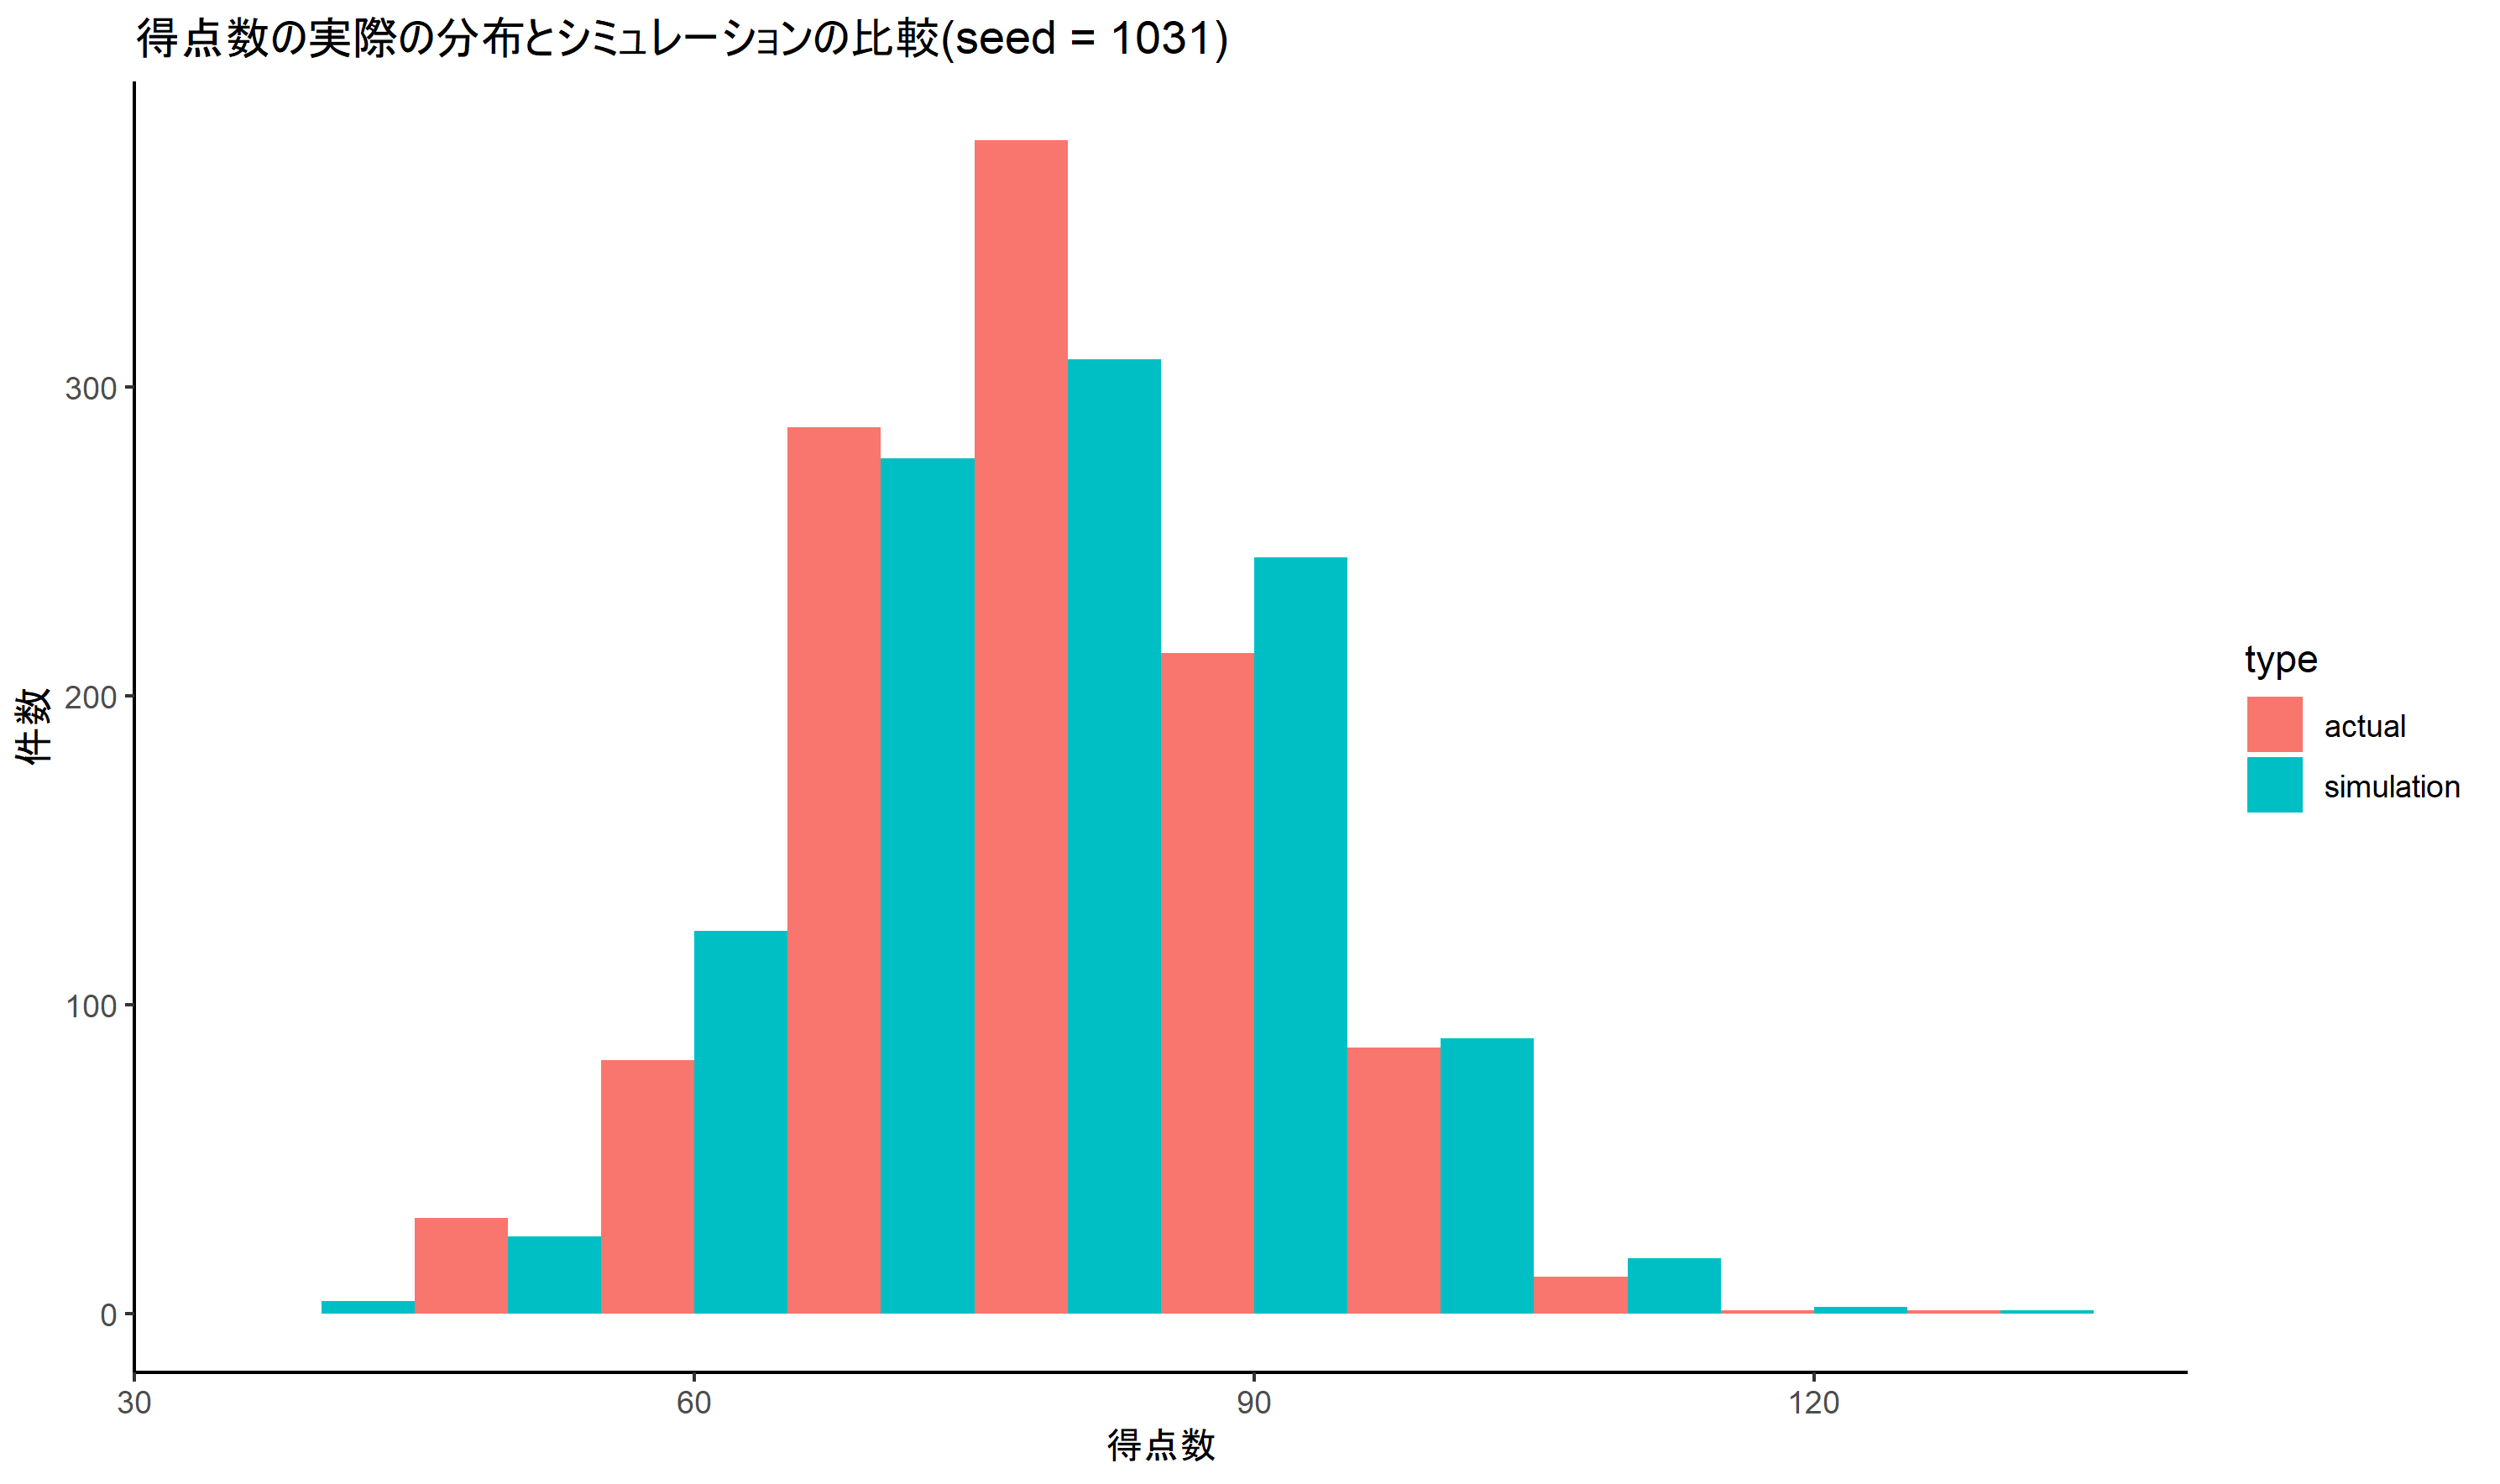 得点数の実際の分布とシミュレーションの比較(seed = 1031)
件数
300
200
100
0
30 60 90 120
得点数
type
actual
simulation